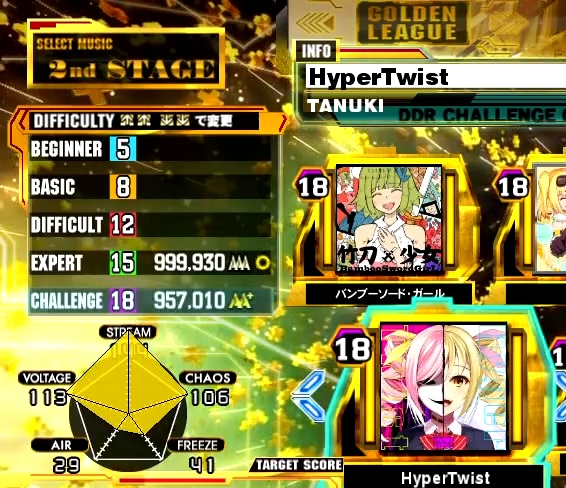 SELECT MUSIC
2nd STAGE
GOLDEN
LEAGUE
INFO
HyperTwist
TANUKI
DDR CHALLENGE
DIFFICULTY で変更
BEGINNER 5
BASIC 8
DIFFICULT 12
EXPERT 15 999,930 AAA
CHALLENGE 18 957,010 AA+
18
竹刀×少女
BambooSwordGirl
バンブーソード・ガール
18
18
HyperTwist
STREAM
VOLTAGE
113
CHAOS
106
AIR
29
FREEZE
41
TARGET SCORE